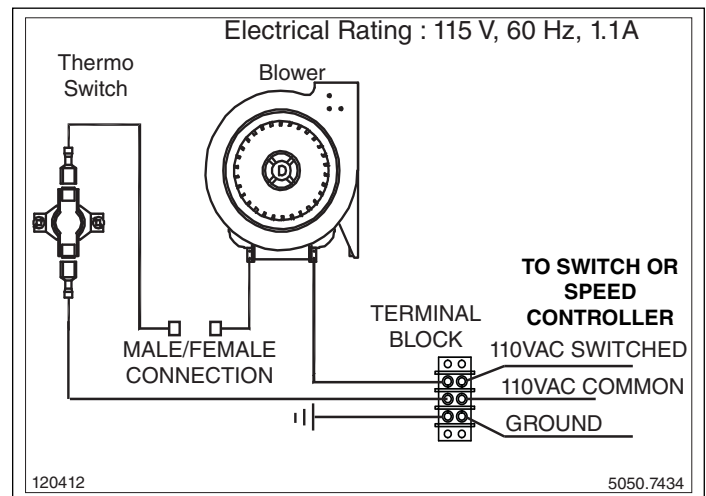 Electrical Rating : 115 V, 60 Hz, 1.1A
Thermo
Switch
Blower
D
TO SWITCH OR
SPEED
CONTROLLER
TERMINAL
BLOCK
110VAC SWITCHED
MALE/FEMALE
CONNECTION
110VAC COMMON
GROUND
120412
5050.7434